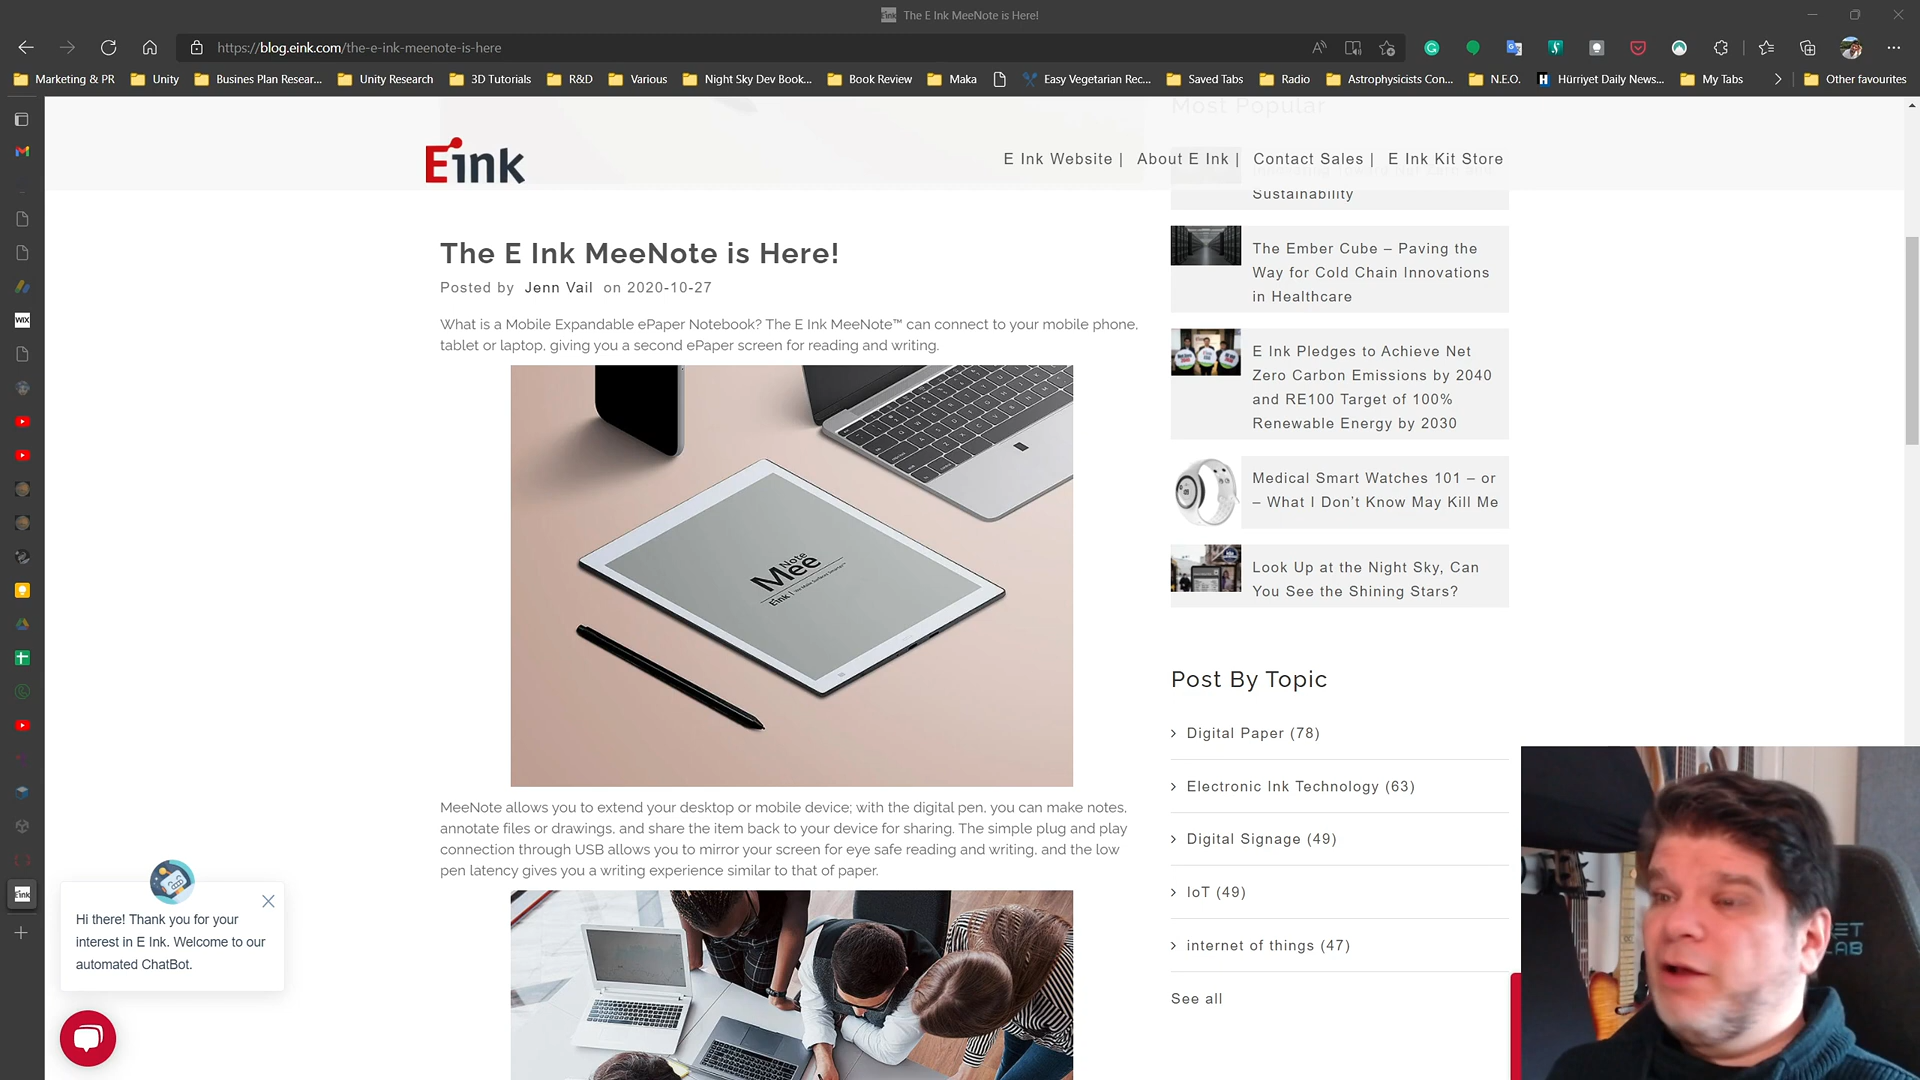 The E Ink MeeNote is Here!
https://blog.eink.com/the-e-ink-meenote-is-here
Marketing & PR
Unity
Busines Plan Resear...
Unity Research
3D Tutorials
R&D
Various
Night Sky Dev Book...
Book Review
Maka
Easy Vegetarian Rec...
Saved Tabs
Radio
Astrophysicists Con...
N.E.O.
Hürriyet Daily News...
My Tabs
Other favourites
Most Popular
Eink
E Ink Website |
About E Ink |
Contact Sales |
E Ink Kit Store
Sustainability
The E Ink MeeNote is Here!
Posted by Jenn Vail on 2020-10-27
What is a Mobile Expandable ePaper Notebook? The E Ink MeeNote™ can connect to your mobile phone,
tablet or laptop, giving you a second ePaper screen for reading and writing.
Mee Note
Eink
MeeNote allows you to extend your desktop or mobile device; with the digital pen, you can make notes,
annotate files or drawings, and share the item back to your device for sharing. The simple plug and play
connection through USB allows you to mirror your screen for eye safe reading and writing, and the low
pen latency gives you a writing experience similar to that of paper.
The Ember Cube – Paving the
Way for Cold Chain Innovations
in Healthcare
E Ink Pledges to Achieve Net
Zero Carbon Emissions by 2040
and RE100 Target of 100%
Renewable Energy by 2030
Medical Smart Watches 101 – or
– What I Don't Know May Kill Me
Look Up at the Night Sky, Can
You See the Shining Stars?
Post By Topic
Digital Paper (78)
Electronic Ink Technology (63)
Digital Signage (49)
IoT (49)
internet of things (47)
See all
WIX
Eink
Hi there! Thank you for your
interest in E Ink. Welcome to our
automated ChatBot.